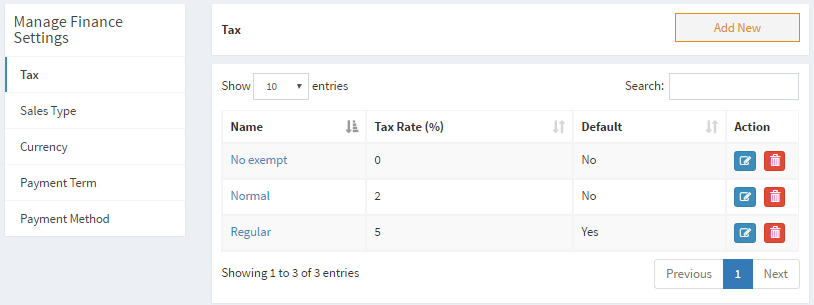 Manage Finance
Settings
Tax
Sales Type
Currency
Payment Term
Payment Method
Tax
Add New
Show 10 entries
Search:
Name Tax Rate (%) Default Action
No exempt 0 No
Normal 2 No
Regular 5 Yes
Showing 1 to 3 of 3 entries
Previous 1 Next